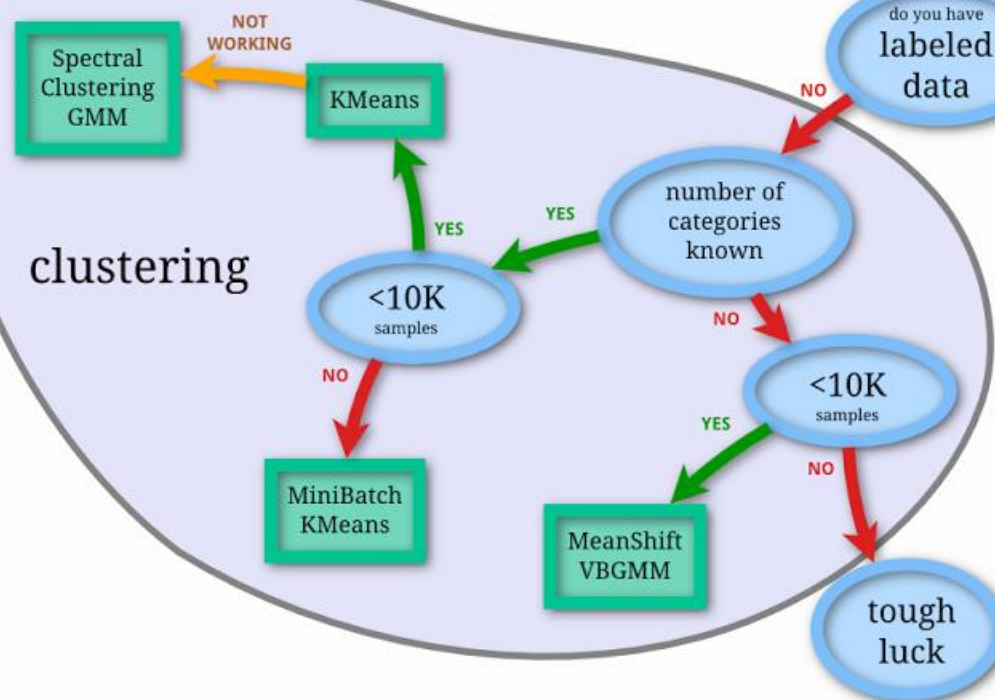 do you have
labeled
data
NO
number of
categories
known
YES
NO
<10K
samples
YES
NO
KMeans
NOT
WORKING
Spectral
Clustering
GMM
MiniBatch
KMeans
clustering
<10K
samples
YES
NO
MeanShift
VBGMM
tough
luck